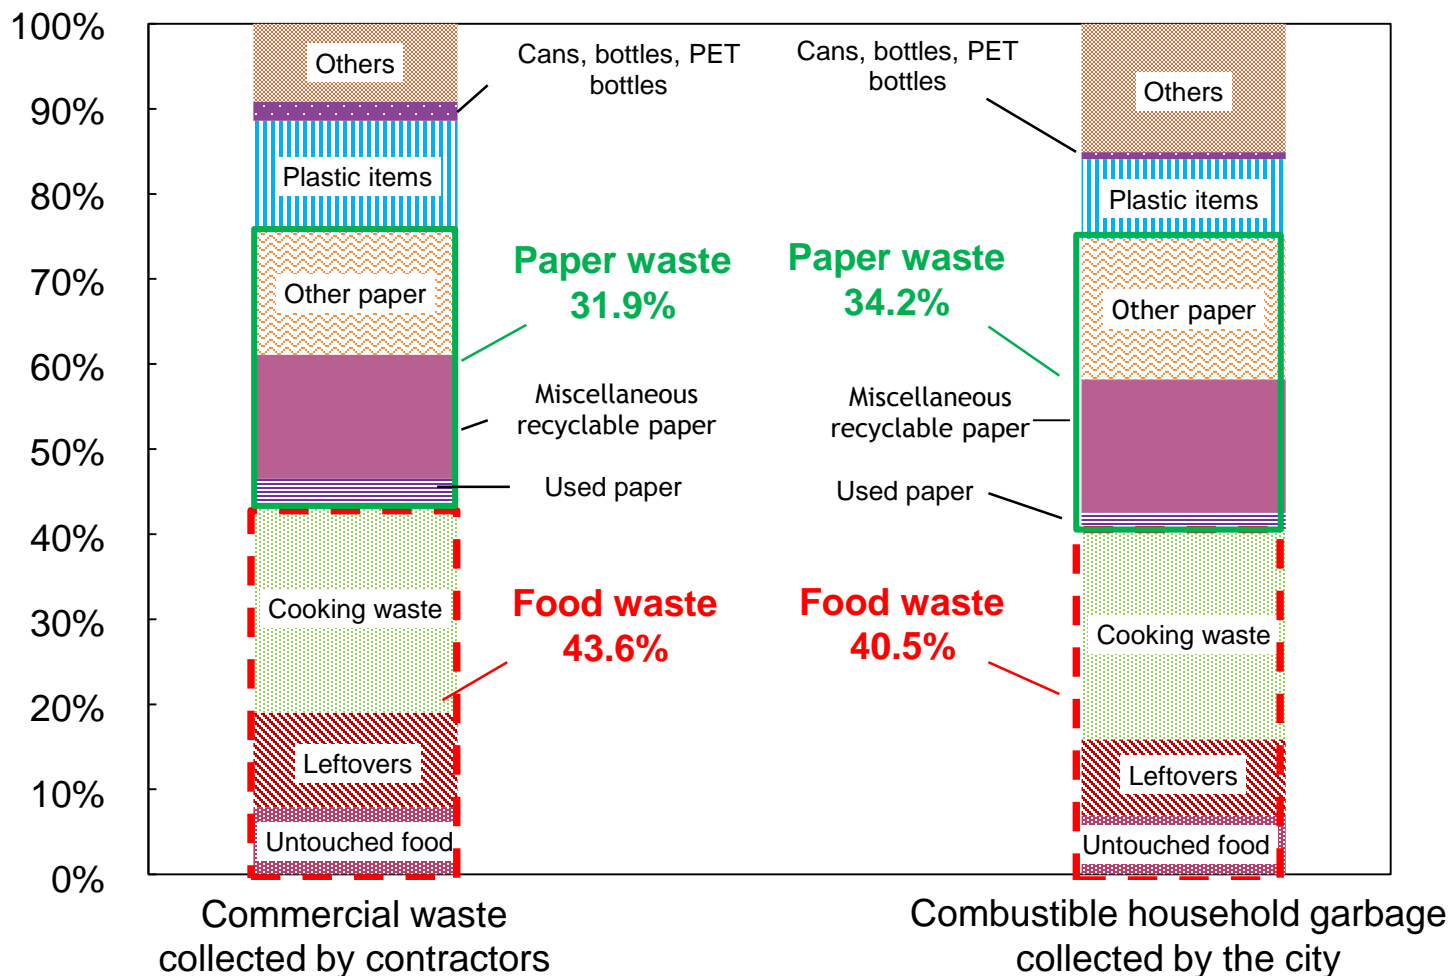 100%
90%
80%
70%
60%
50%
40%
30%
20%
10%
0%
Others
Plastic items
Other paper
Cooking waste
Leftovers
Untouched food
Cans, bottles, PET
bottles
Paper waste
31.9%
Miscellaneous
recyclable paper
Used paper
Food waste
43.6%
Cans, bottles, PET
bottles
Paper waste
34.2%
Miscellaneous
recyclable paper
Used paper
Food waste
40.5%
Others
Plastic items
Other paper
Cooking waste
Leftovers
Untouched food
Commercial waste
collected by contractors
Combustible household garbage
collected by the city